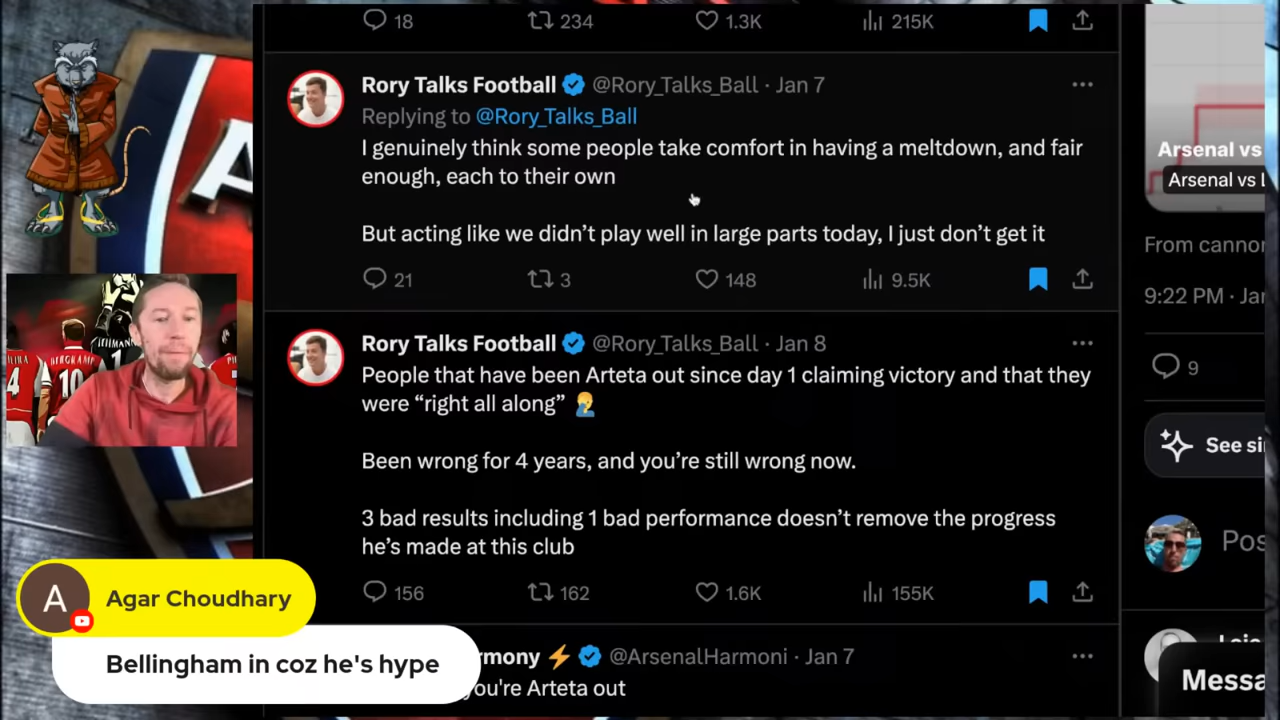 18 234 1.3K 215K
Rory Talks Football @Rory_Talks_Ball · Jan 7
Replying to @Rory_Talks_Ball
I genuinely think some people take comfort in having a meltdown, and fair
enough, each to their own
But acting like we didn’t play well in large parts today, I just don’t get it
21 3 148 9.5K
Rory Talks Football @Rory_Talks_Ball · Jan 8
People that have been Arteta out since day 1 claiming victory and that they
were “right all along”
Been wrong for 4 years, and you’re still wrong now.
3 bad results including 1 bad performance doesn’t remove the progress
he’s made at this club
156 162 1.6K 155K
rmony @ArsenalHarmoni · Jan 7
you're Arteta out
Arsenal vs
Arsenal vs
From cannor
9:22 PM · Jar
9
See si
Pos
Messa
4
BERGKAMP
10
1
A
Agar Choudhary
Bellingham in coz he's hype